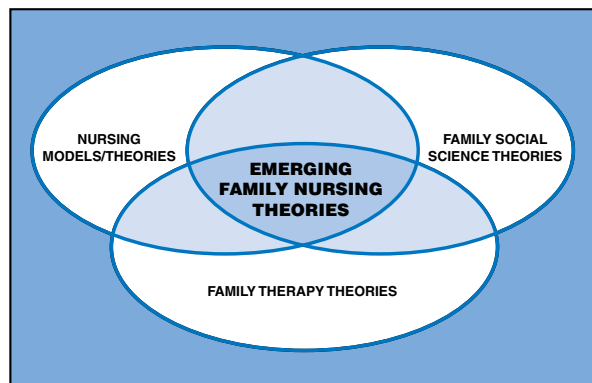 NURSING
MODELS/THEORIES
FAMILY SOCIAL
SCIENCE THEORIES
EMERGING
FAMILY NURSING
THEORIES
FAMILY THERAPY THEORIES